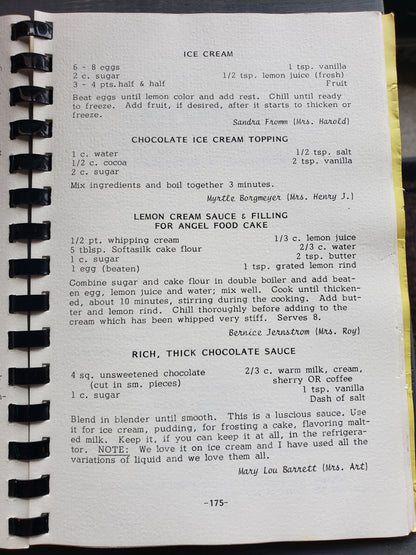 ICE CREAM
6 - 8 eggs 1 tsp. vanilla
2 c. sugar 1/2 tsp. lemon juice (fresh)
3 - 4 pts. half & half Fruit
Beat eggs until lemon color and add rest. Chill until ready
to freeze. Add fruit, if desired, after it starts to thicken or
freeze.
Sandra Fromm (Mrs. Harold)
CHOCOLATE ICE CREAM TOPPING
1 c. water 1/2 tsp. salt
1/2 c. cocoa 2 tsp. vanilla
2 c. sugar
Mix ingredients and boil together 3 minutes.
Myrtle Borgmeyer (Mrs. Henry J.)
LEMON CREAM SAUCE & FILLING
FOR ANGEL FOOD CAKE
1/2 pt. whipping cream 1/3 c. lemon juice
5 tblsp. Softasilk cake flour 2/3 c. water
1 c. sugar 2 tsp. butter
1 egg (beaten) 1 tsp. grated lemon rind
Combine sugar and cake flour in double boiler and add beat-
en egg, lemon juice and water; mix well. Cook until thicken-
ed, about 10 minutes, stirring during the cooking. Add but-
ter and lemon rind. Chill thoroughly before adding to the
cream which has been whipped very stiff. Serves 8.
Bernice Jernstrom (Mrs. Roy)
RICH, THICK CHOCOLATE SAUCE
4 sq. unsweetened chocolate 2/3 c. warm milk, cream,
(cut in sm. pieces) sherry OR coffee
1 c. sugar 1 tsp. vanilla
Dash of salt
Blend in blender until smooth. This is a luscious sauce. Use
it for ice cream, pudding, for frosting a cake, flavoring malt-
ed milk. Keep it, if you can keep it at all, in the refrigera-
tor. NOTE: We love it on ice cream and I have used all the
variations of liquid and we love them all.
Mary Lou Barrett (Mrs. Art)
-175-